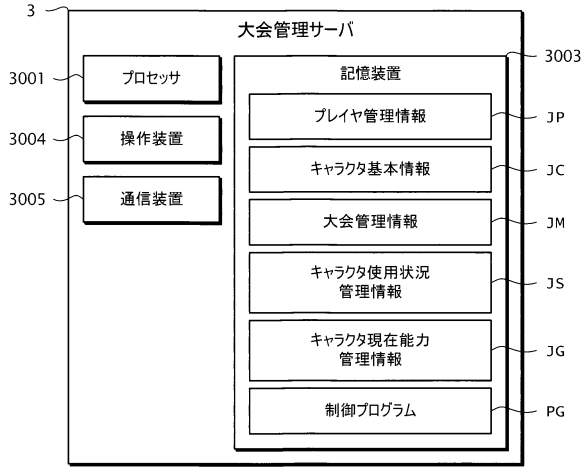 3
大会管理サーバ
3001
プロセッサ
3004
操作装置
3005
通信装置
3003
記憶装置
プレイヤ管理情報
JP
キャラクタ基本情報
JC
大会管理情報
JM
キャラクタ使用状況
管理情報
JS
キャラクタ現在能力
管理情報
JG
制御プログラム
PG